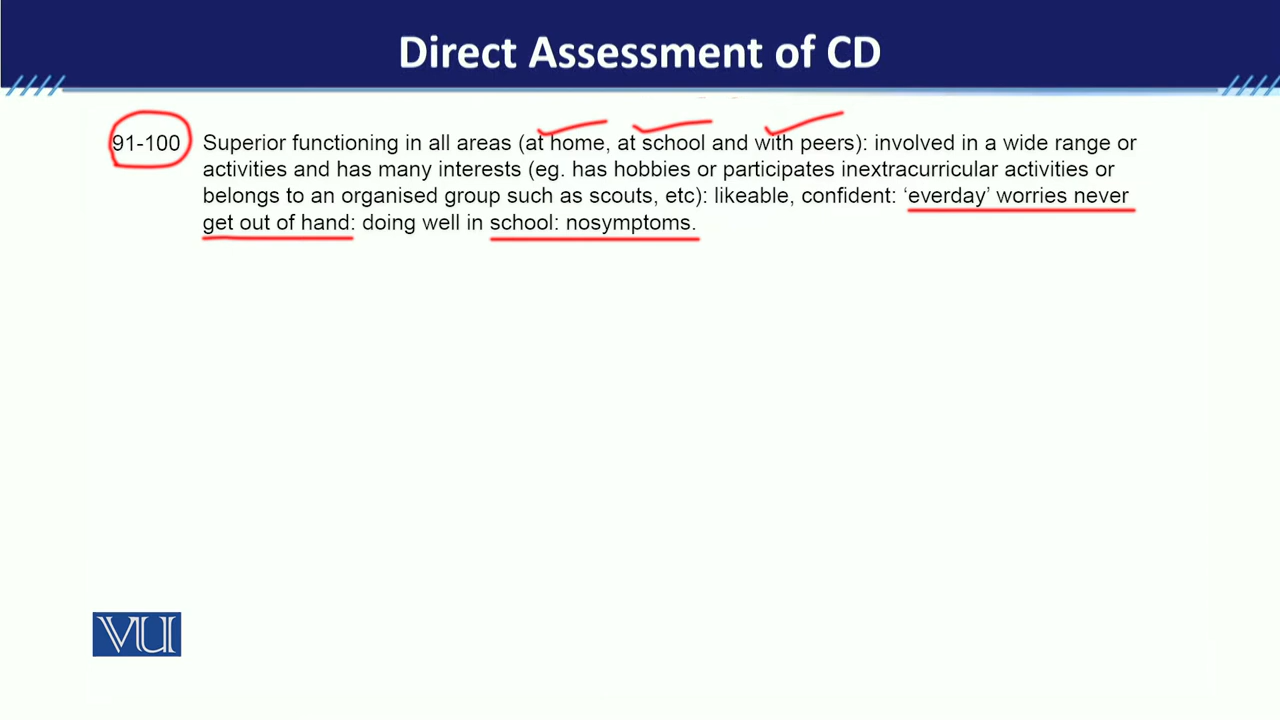 Direct Assessment of CD
91-100 Superior functioning in all areas (at home, at school and with peers): involved in a wide range or
activities and has many interests (eg. has hobbies or participates inextracurricular activities or
belongs to an organised group such as scouts, etc): likeable, confident: ‘everday’ worries never
get out of hand: doing well in school: nosymptoms.
VU